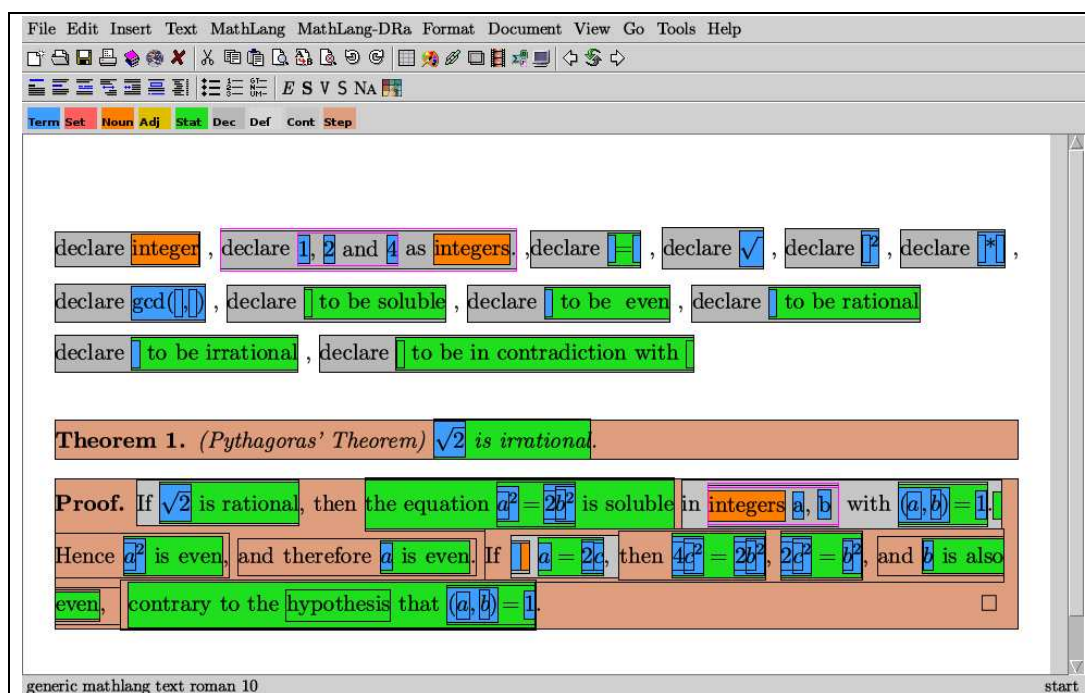 File Edit Insert Text MathLang MathLang-DRa Format Document View Go Tools Help
E S V S NA
Term Set Noun Adj Stat Dec Def Cont Step
declare integer , declare 1, 2 and 4 as integers. ,declare = , declare √ , declare ² , declare * ,
declare gcd( , ) , declare to be soluble , declare to be even , declare to be rational
declare to be irrational , declare to be in contradiction with
Theorem 1. (Pythagoras' Theorem) √2 is irrational.
Proof. If √2 is rational, then the equation a² = 2b² is soluble in integers a, b with (a, b) = 1.
Hence a² is even, and therefore a is even. If a = 2c, then 4c² = 2b², 2c² = b², and b is also
even, contrary to the hypothesis that (a, b) = 1. □
generic mathlang text roman 10 start